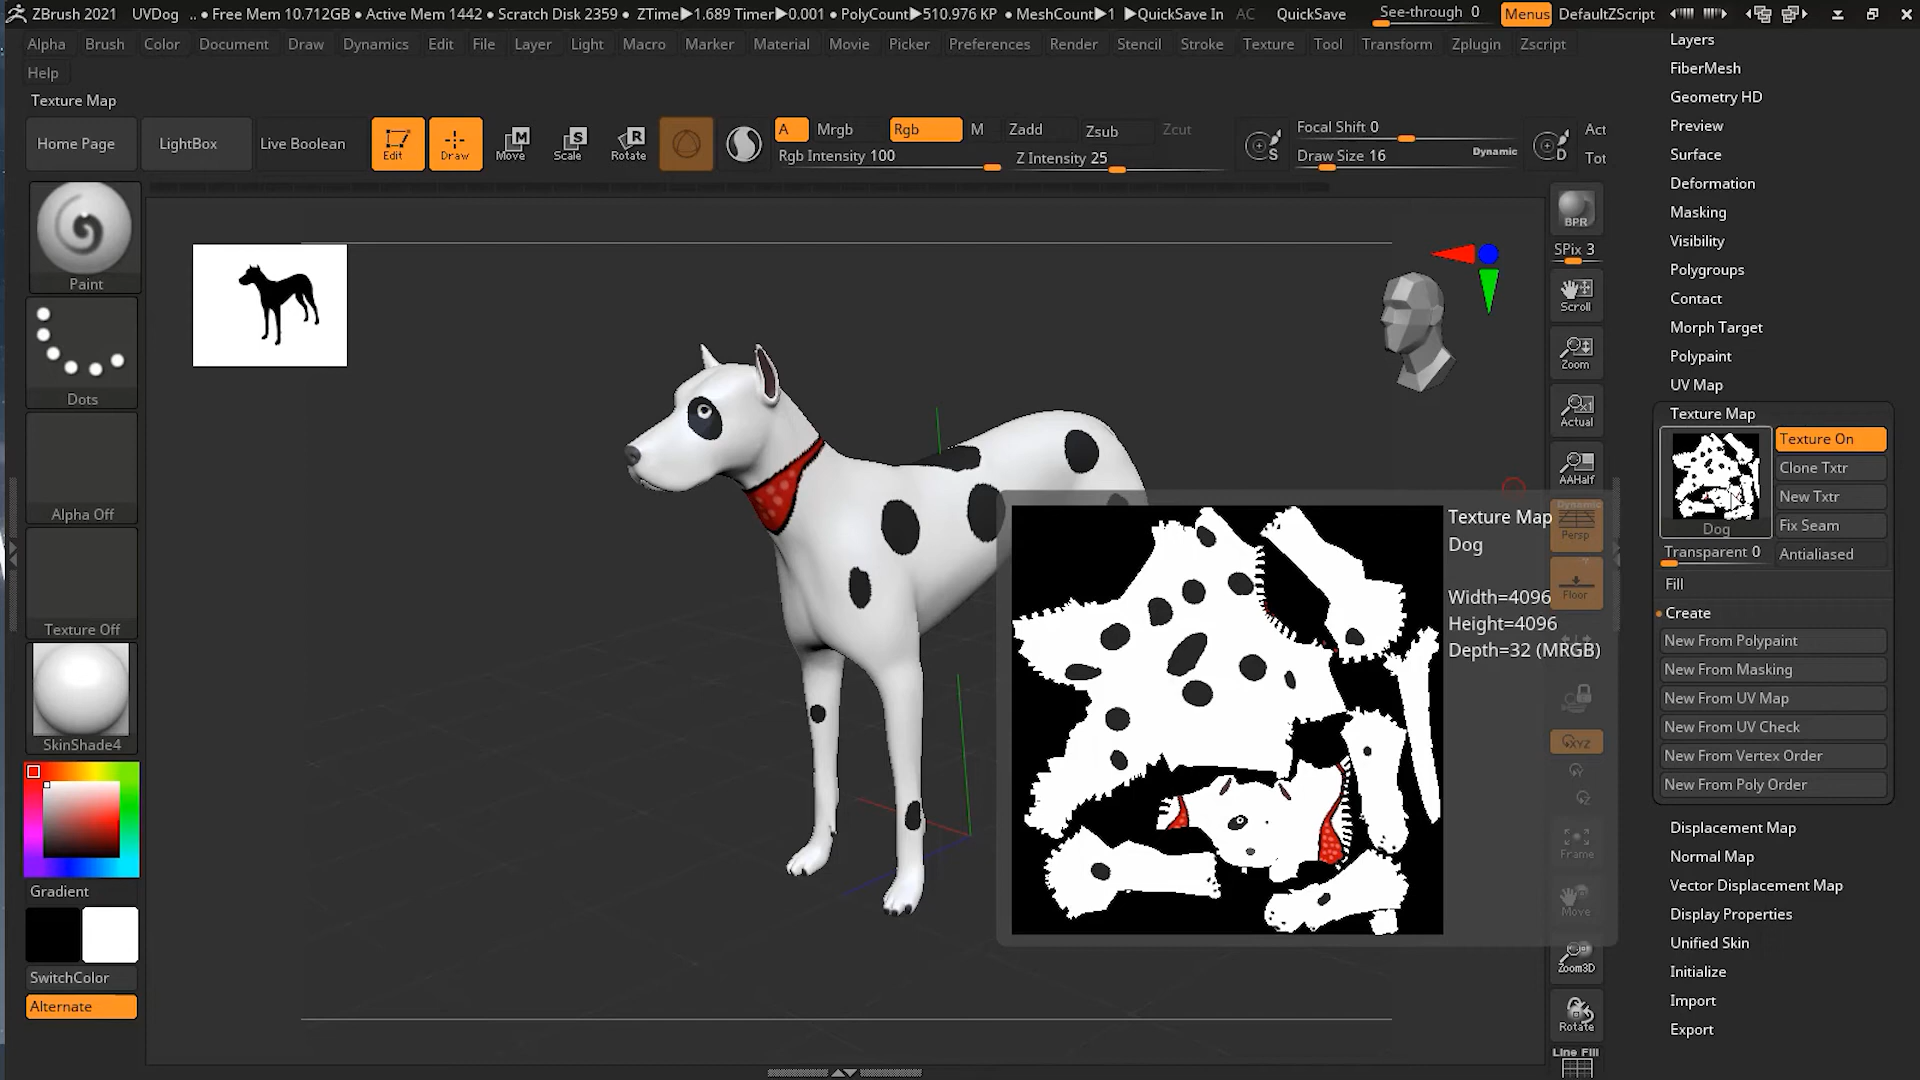 ZBrush 2021 UVDog .. ● Free Mem 10.712GB ● Active Mem 1442 ● Scratch Disk 2359 ● ZTime▶1.689 Timer▶0.001 ● PolyCount▶510.976 KP ● MeshCount▶1 ▶QuickSave In AC QuickSave See-through 0 Menus DefaultZScript
Alpha Brush Color Document Draw Dynamics Edit File Layer Light Macro Marker Material Movie Picker Preferences Render Stencil Stroke Texture Tool Transform Zplugin Zscript
Help
Texture Map
Home Page LightBox Live Boolean Edit Draw Move Scale Rotate
M S R
A Mrgb Rgb M Zadd Zsub Zcut
Rgb Intensity 100 Z Intensity 25
S Focal Shift 0 D Act
Draw Size 16 Dynamic Tot
Paint
Dots
Alpha Off
Texture Off
SkinShade4
Gradient
SwitchColor
Alternate
Texture Map
Dog
Width=4096
Height=4096
Depth=32 (MRGB)
BPR
SPix 3
Scroll
Zoom
x1
Actual
AAHalf
Dynamic
Persp
Floor
XYZ
Frame
Move
Zoom3D
Rotate
Line Fill
Layers
FiberMesh
Geometry HD
Preview
Surface
Deformation
Masking
Visibility
Polygroups
Contact
Morph Target
Polypaint
UV Map
Texture Map
Dog
Texture On
Clone Txtr
New Txtr
Fix Seam
Transparent 0 Antialiased
Fill
Create
New From Polypaint
New From Masking
New From UV Map
New From UV Check
New From Vertex Order
New From Poly Order
Displacement Map
Normal Map
Vector Displacement Map
Display Properties
Unified Skin
Initialize
Import
Export